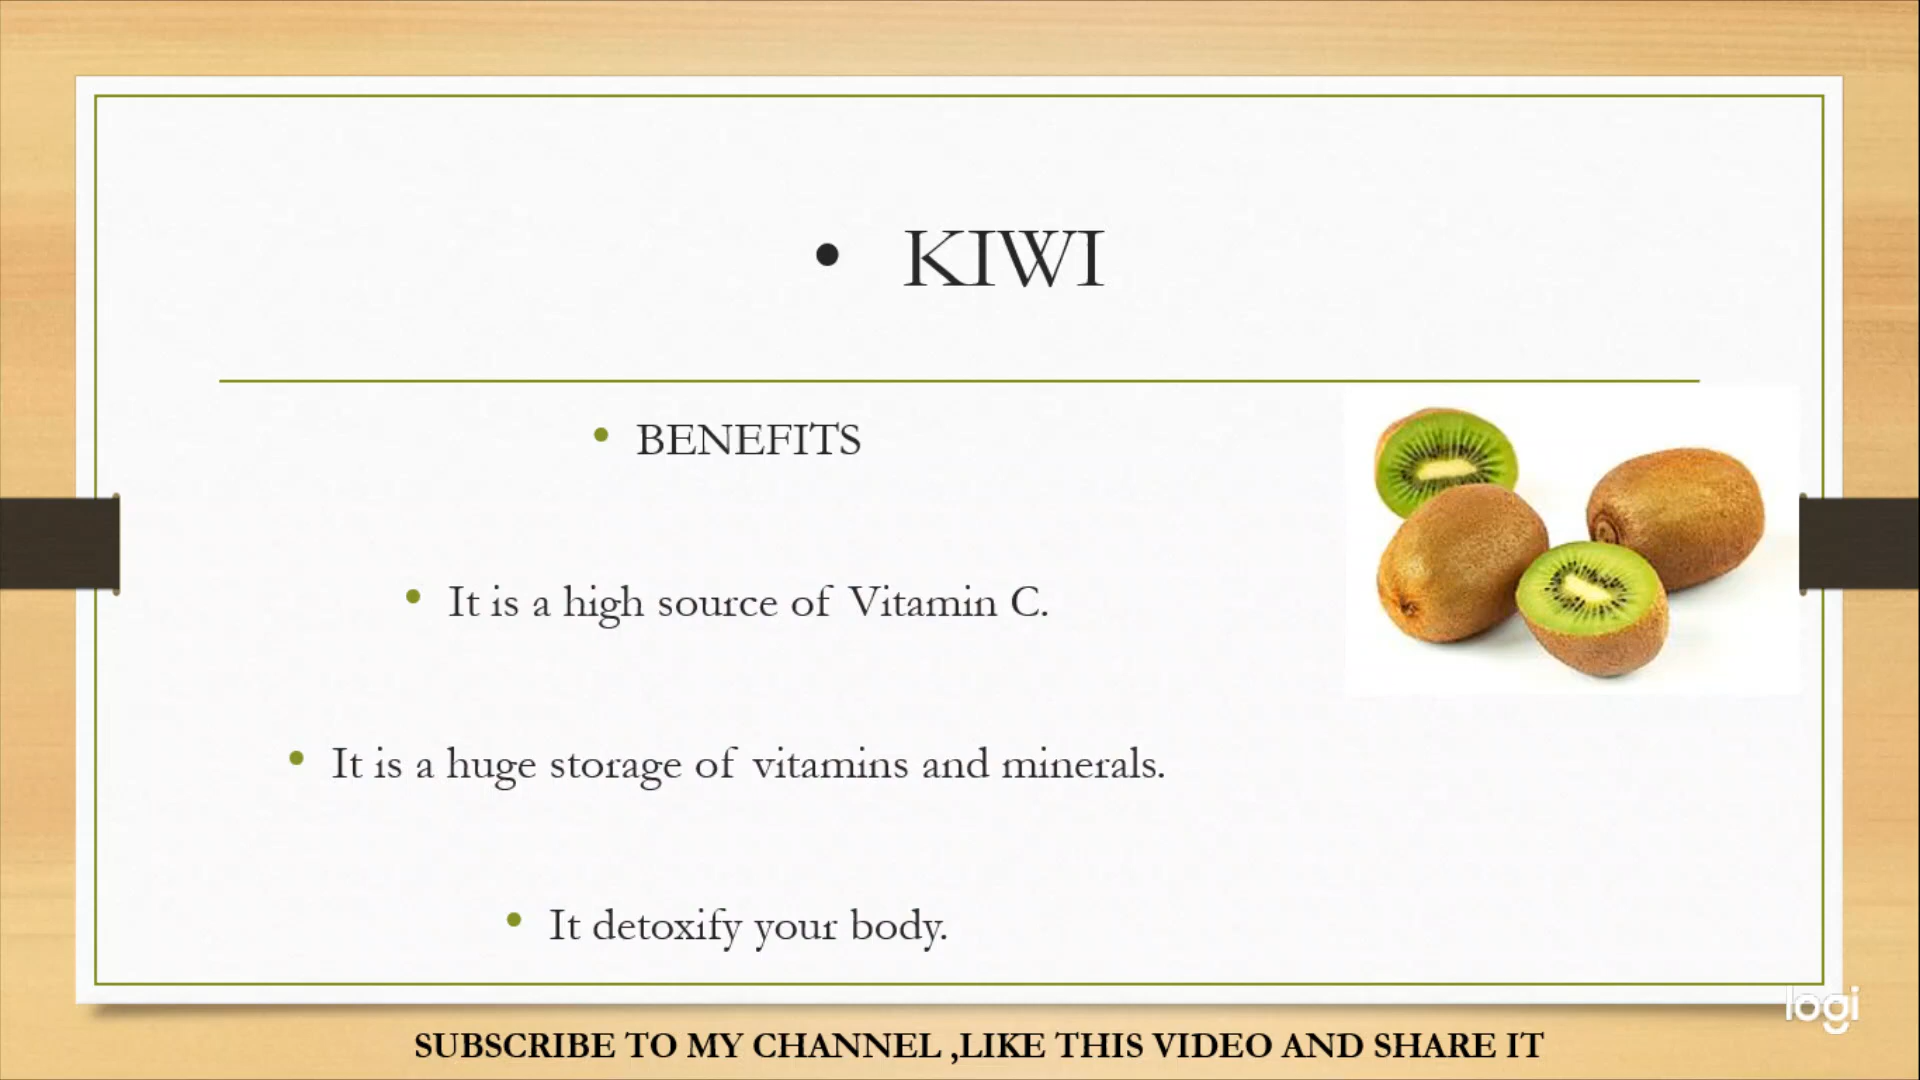 • KIWI
• BENEFITS
• It is a high source of Vitamin C.
• It is a huge storage of vitamins and minerals.
• It detoxify your body.
logi
SUBSCRIBE TO MY CHANNEL ,LIKE THIS VIDEO AND SHARE IT